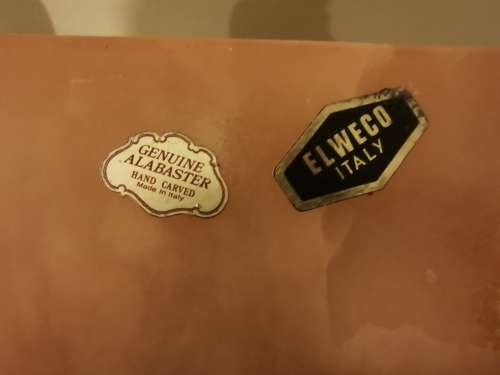 GENUINE
ALABASTER
HAND CARVED
Made in Italy
ELWECO
ITALY